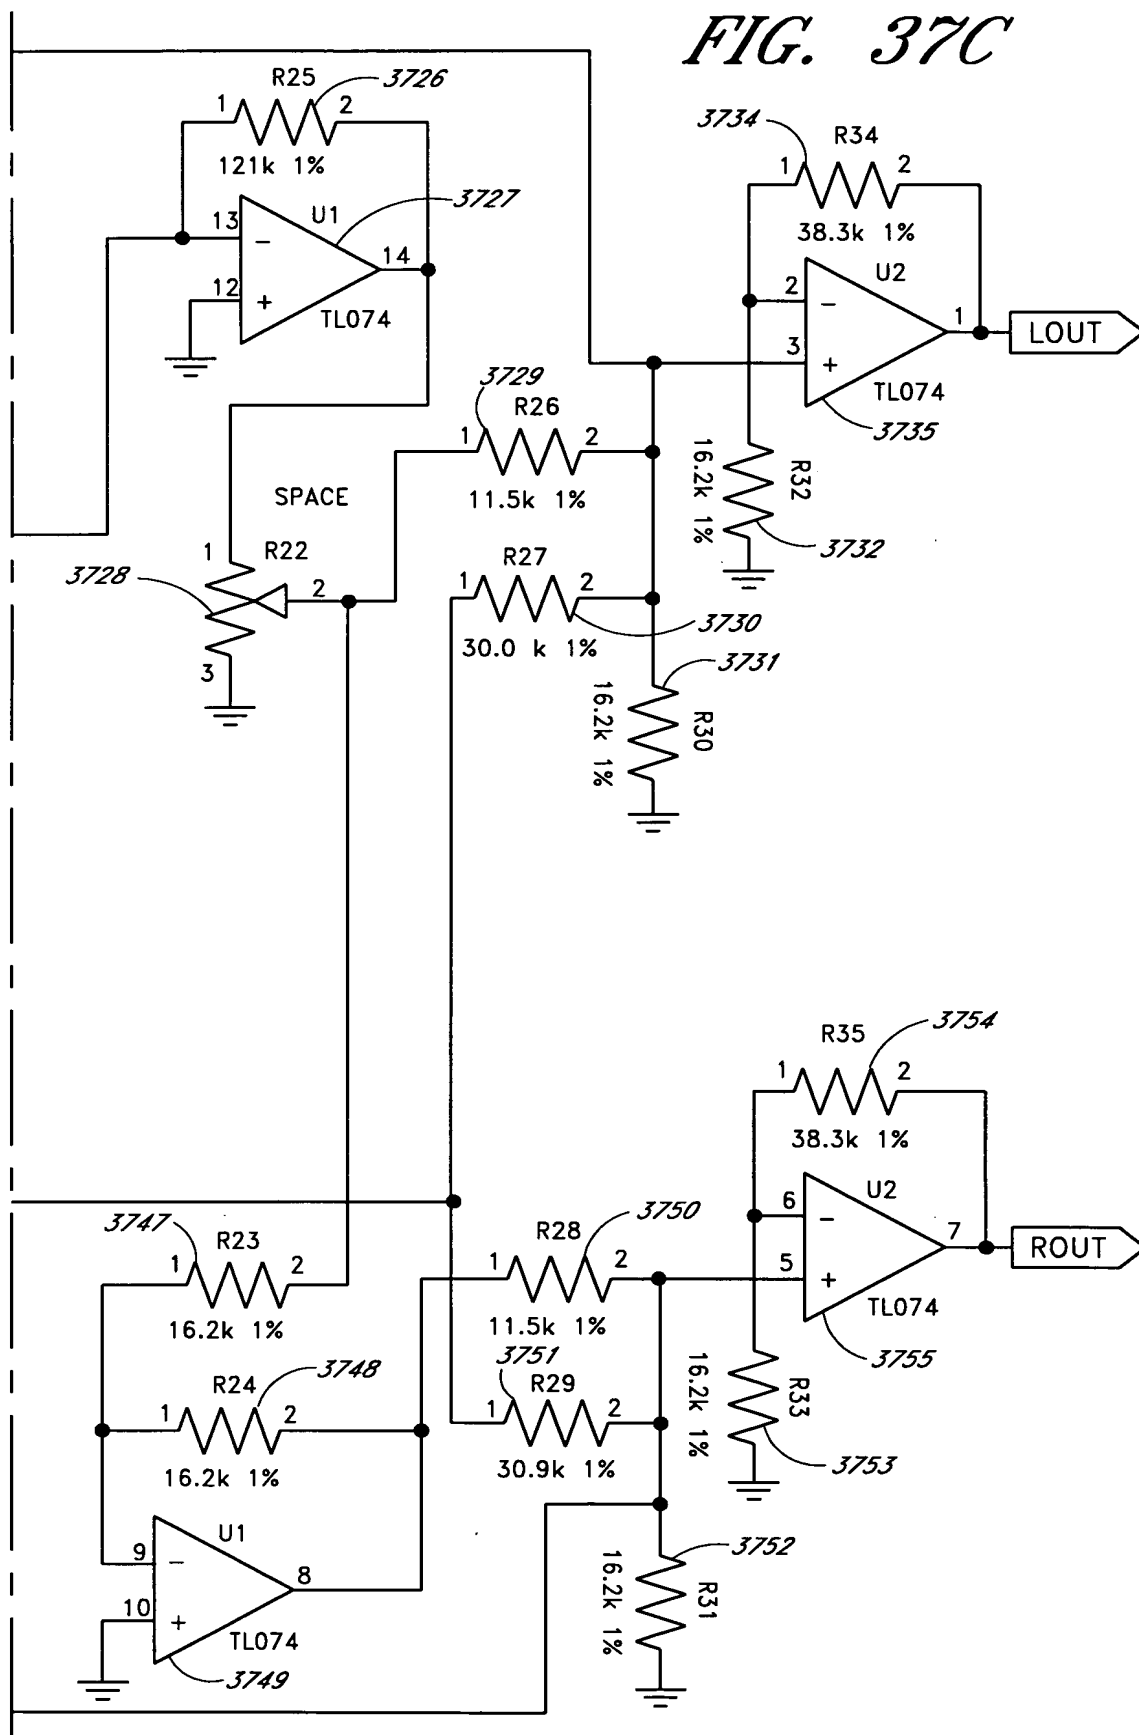 FIG. 37C
R25
3726
1
2
121k 1%
U1
3727
13
−
14
12
+
TL074
SPACE
1
R22
3728
2
3
3729
R26
1
2
11.5k 1%
R27
1
2
3730
30.0 k 1%
3731
16.2k 1%
R30
3734
R34
1
2
38.3k 1%
U2
2
−
1
LOUT
3
+
TL074
3735
16.2k 1%
R32
3732
3747
R23
1
2
16.2k 1%
R24
3748
1
2
16.2k 1%
U1
9
−
8
10
+
TL074
3749
R28
3750
1
2
11.5k 1%
3751
R29
1
2
30.9k 1%
3752
16.2k 1%
R31
R35
3754
1
2
38.3k 1%
U2
6
−
7
ROUT
5
+
TL074
3755
16.2k 1%
R33
3753